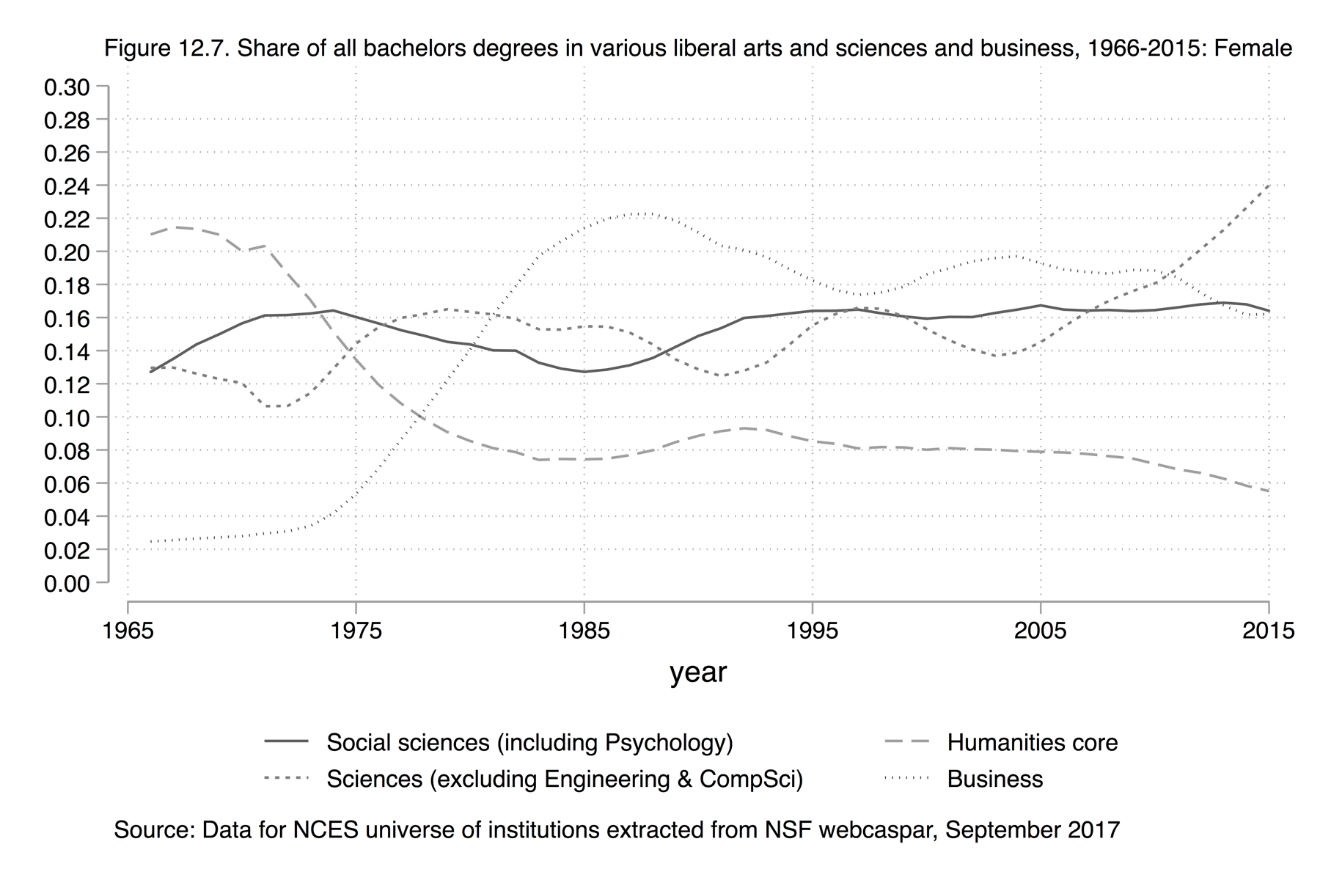 Figure 12.7. Share of all bachelors degrees in various liberal arts and sciences and business, 1966-2015: Female
0.30
0.28
0.26
0.24
0.22
0.20
0.18
0.16
0.14
0.12
0.10
0.08
0.06
0.04
0.02
0.00
1965 1975 1985 1995 2005 2015
year
Social sciences (including Psychology) Humanities core
Sciences (excluding Engineering & CompSci) Business
Source: Data for NCES universe of institutions extracted from NSF webcaspar, September 2017